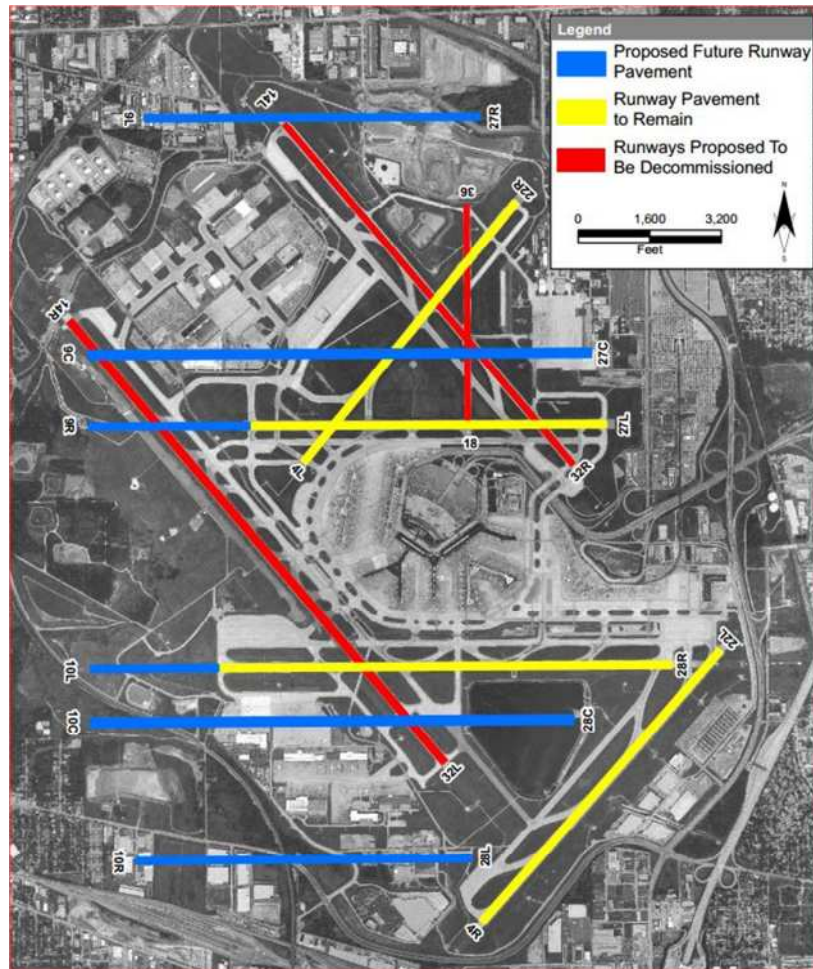 Legend
Proposed Future Runway
Pavement
Runway Pavement
to Remain
Runways Proposed To
Be Decommissioned
N
S
0 1,600 3,200
Feet
14L
9L
27R
36
22R
14R
9C
27C
9R
27L
18
4L
32R
22L
10L
28R
10C
28C
32L
10R
28L
4R